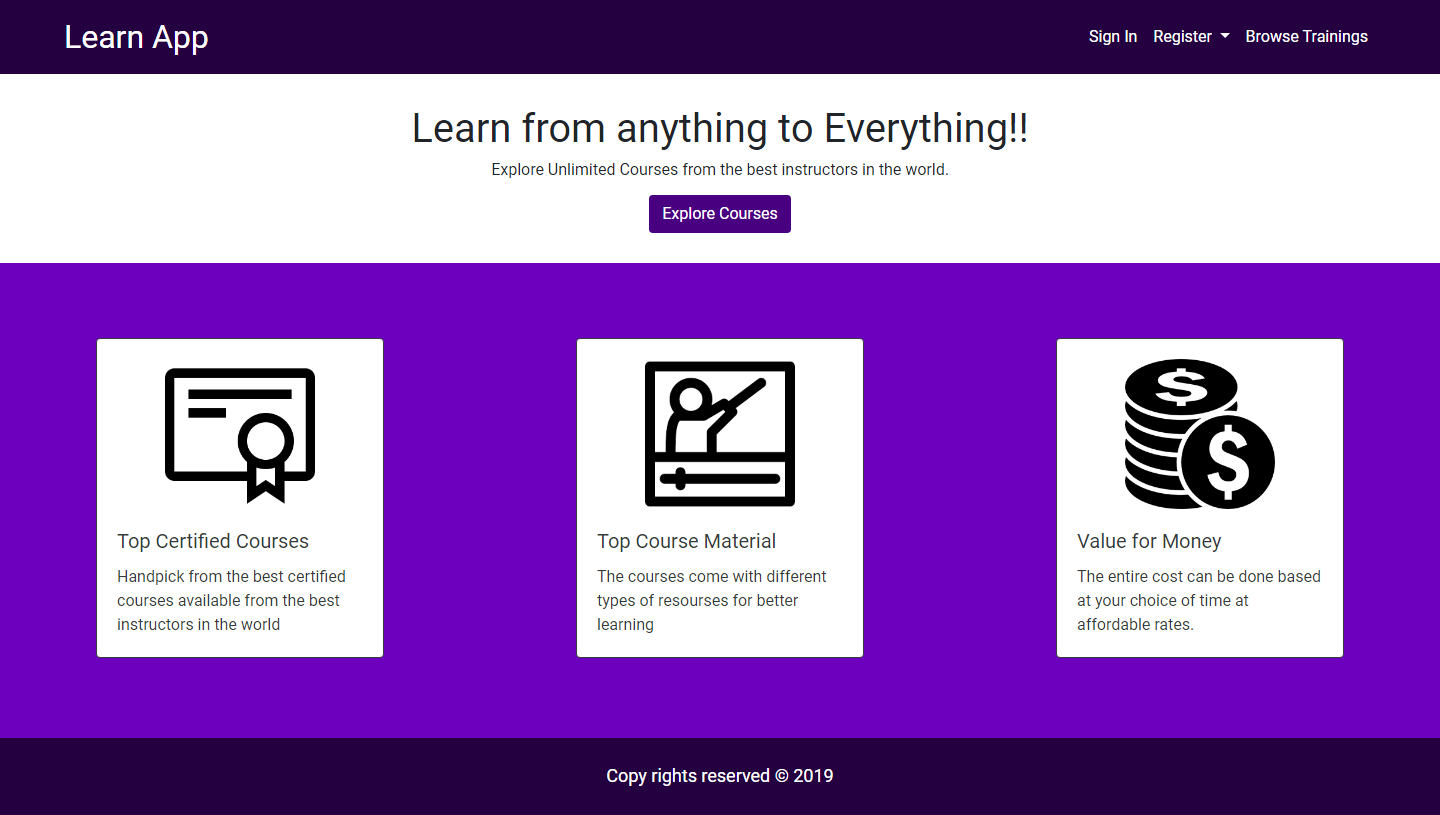 Learn App
Sign In Register Browse Trainings
Learn from anything to Everything!!
Explore Unlimited Courses from the best instructors in the world.
Explore Courses
$
$
Top Certified Courses
Handpick from the best certified
courses available from the best
instructors in the world
Top Course Material
The courses come with different
types of resourses for better
learning
Value for Money
The entire cost can be done based
at your choice of time at
affordable rates.
Copy rights reserved © 2019